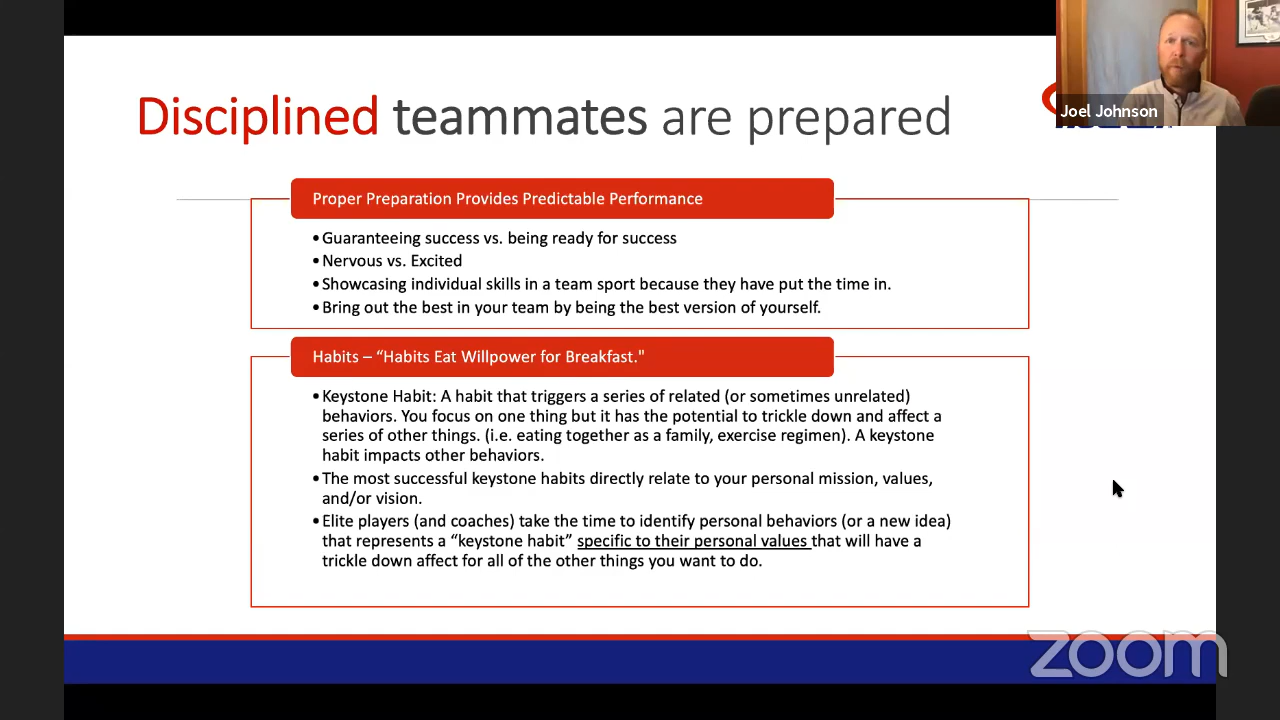 Disciplined teammates are prepared
Joel Johnson
Proper Preparation Provides Predictable Performance
•Guaranteeing success vs. being ready for success
•Nervous vs. Excited
•Showcasing individual skills in a team sport because they have put the time in.
•Bring out the best in your team by being the best version of yourself.
Habits – “Habits Eat Willpower for Breakfast."
•Keystone Habit: A habit that triggers a series of related (or sometimes unrelated)
behaviors. You focus on one thing but it has the potential to trickle down and affect a
series of other things. (i.e. eating together as a family, exercise regimen). A keystone
habit impacts other behaviors.
•The most successful keystone habits directly relate to your personal mission, values,
and/or vision.
•Elite players (and coaches) take the time to identify personal behaviors (or a new idea)
that represents a “keystone habit” specific to their personal values that will have a
trickle down affect for all of the other things you want to do.
zoom